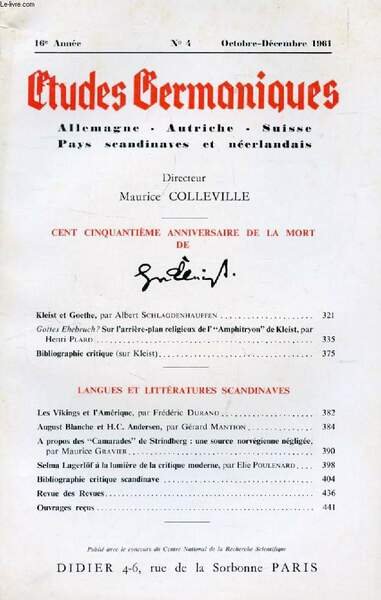 Le-livre.com
16e Année No 4 Octobre-Décembre 1961
Etudes Germaniques
Allemagne - Autriche - Suisse
Pays scandinaves et néerlandais
Directeur
Maurice COLLEVILLE
CENT CINQUANTIÈME ANNIVERSAIRE DE LA MORT
DE
Kleist et Goethe, par Albert SCHLAGDENHAUFFEN .......... 321
Gottes Ehebruch? Sur l'arrière-plan religieux de l'"Amphitryon" de Kleist, par
Henri PLARD .......... 335
Bibliographie critique (sur Kleist) .......... 375
LANGUES ET LITTÉRATURES SCANDINAVES
Les Vikings et l'Amérique, par Frédéric DURAND .......... 382
August Blanche et H.C. Andersen, par Gérard MANTION .......... 384
A propos des "Camarades" de Strindberg : une source norvégienne négligée,
par Maurice GRAVIER .......... 390
Selma Lagerlöf à la lumière de la critique moderne, par Elie POULENARD .... 398
Bibliographie critique scandinave .......... 404
Revue des Revues .......... 436
Ouvrages reçus .......... 441
Publié avec le concours du Centre National de la Recherche Scientifique
DIDIER 4-6, rue de la Sorbonne PARIS